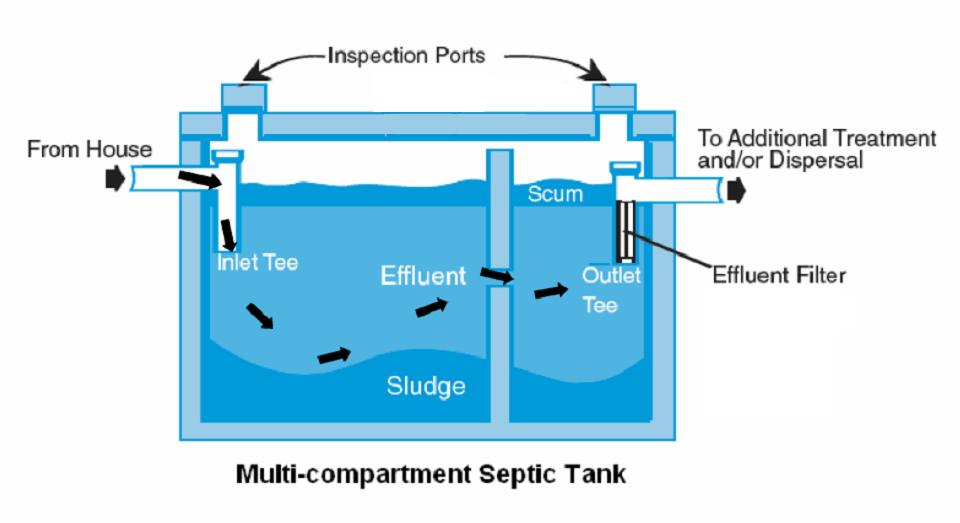 Inspection Ports
From House
To Additional Treatment
and/or Dispersal
Scum
Inlet Tee
Effluent
Outlet
Tee
Effluent Filter
Sludge
Multi-compartment Septic Tank